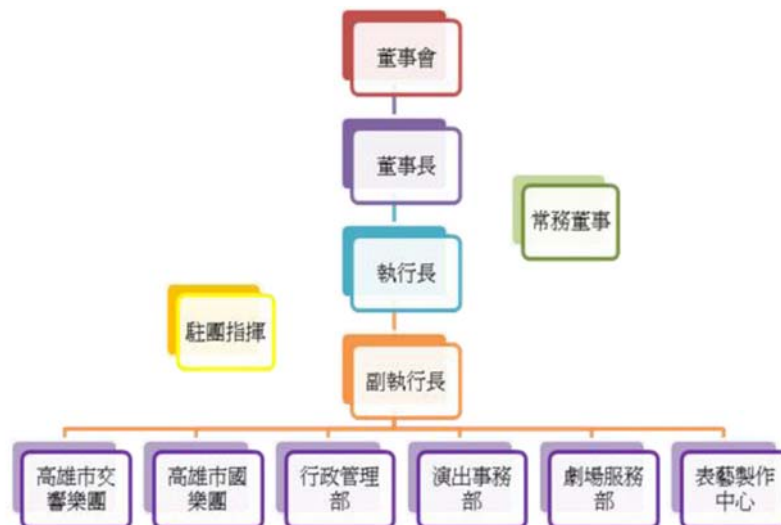 董事會
董事長
常務董事
執行長
駐團指揮
副執行長
高雄市交
響樂團
高雄市國
樂團
行政管理
部
演出事務
部
劇場服務
部
表藝製作
中心